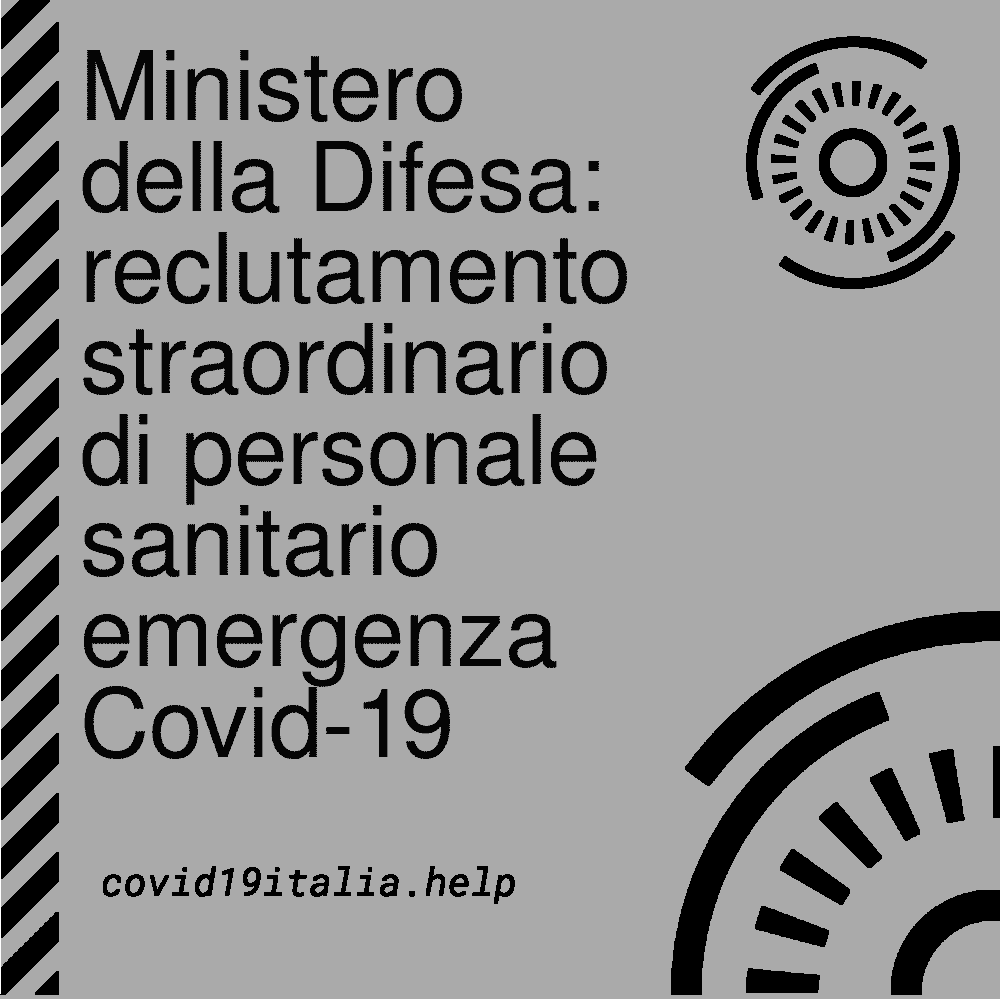 Ministero
della Difesa:
reclutamento
straordinario
di personale
sanitario
emergenza
Covid-19
covid19italia.help